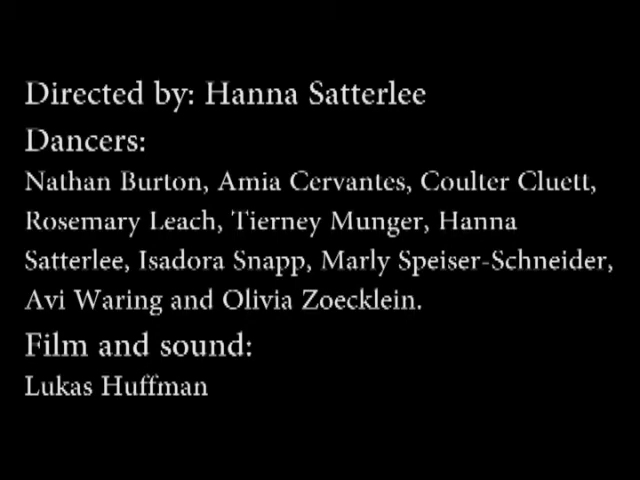 Directed by: Hanna Satterlee
Dancers:
Nathan Burton, Amia Cervantes, Coulter Cluett,
Rosemary Leach, Tierney Munger, Hanna
Satterlee, Isadora Snapp, Marly Speiser-Schneider,
Avi Waring and Olivia Zoecklein.
Film and sound:
Lukas Huffman